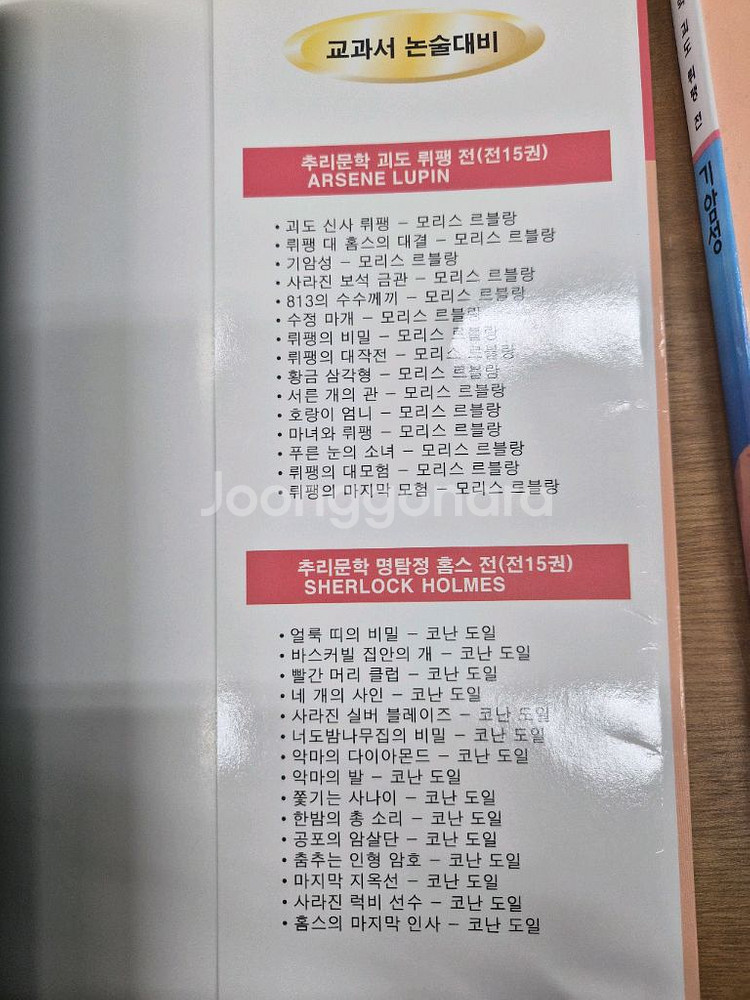 교과서 논술대비
추리문학 괴도 뤼팽 전(전15권)
ARSENE LUPIN
• 괴도 신사 뤼팽 – 모리스 르블랑
• 뤼팽 대 홈스의 대결 – 모리스 르블랑
• 기암성 – 모리스 르블랑
• 사라진 보석 금관 – 모리스 르블랑
• 813의 수수께끼 – 모리스 르블랑
• 수정 마개 – 모리스 르블랑
• 뤼팽의 비밀 – 모리스 르블랑
• 뤼팽의 대작전 – 모리스 르블랑
• 황금 삼각형 – 모리스 르블랑
• 서른 개의 관 – 모리스 르블랑
• 호랑이 엄니 – 모리스 르블랑
• 마녀와 뤼팽 – 모리스 르블랑
• 푸른 눈의 소녀 – 모리스 르블랑
• 뤼팽의 대모험 – 모리스 르블랑
• 뤼팽의 마지막 모험 – 모리스 르블랑
Joonggonara
추리문학 명탐정 홈스 전(전15권)
SHERLOCK HOLMES
• 얼룩 띠의 비밀 – 코난 도일
• 바스커빌 집안의 개 – 코난 도일
• 빨간 머리 클럽 – 코난 도일
• 네 개의 사인 – 코난 도일
• 사라진 실버 블레이즈 – 코난 도일
• 너도밤나무집의 비밀 – 코난 도일
• 악마의 다이아몬드 – 코난 도일
• 악마의 발 – 코난 도일
• 쫓기는 사나이 – 코난 도일
• 한밤의 총 소리 – 코난 도일
• 공포의 암살단 – 코난 도일
• 춤추는 인형 암호 – 코난 도일
• 마지막 지옥선 – 코난 도일
• 사라진 럭비 선수 – 코난 도일
• 홈스의 마지막 인사 – 코난 도일
괴도 뤼팽 전
기암성